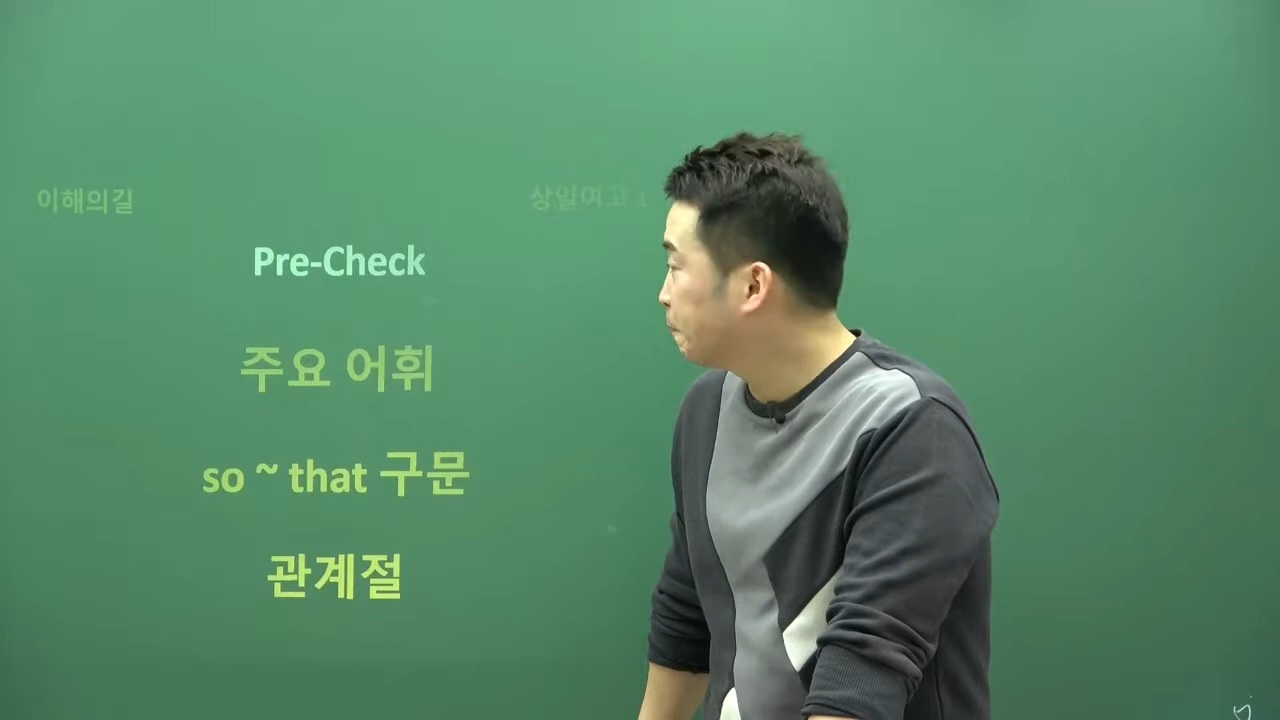 이해의길
상일여고 1
Pre-Check
주요 어휘
so ~ that 구문
관계절